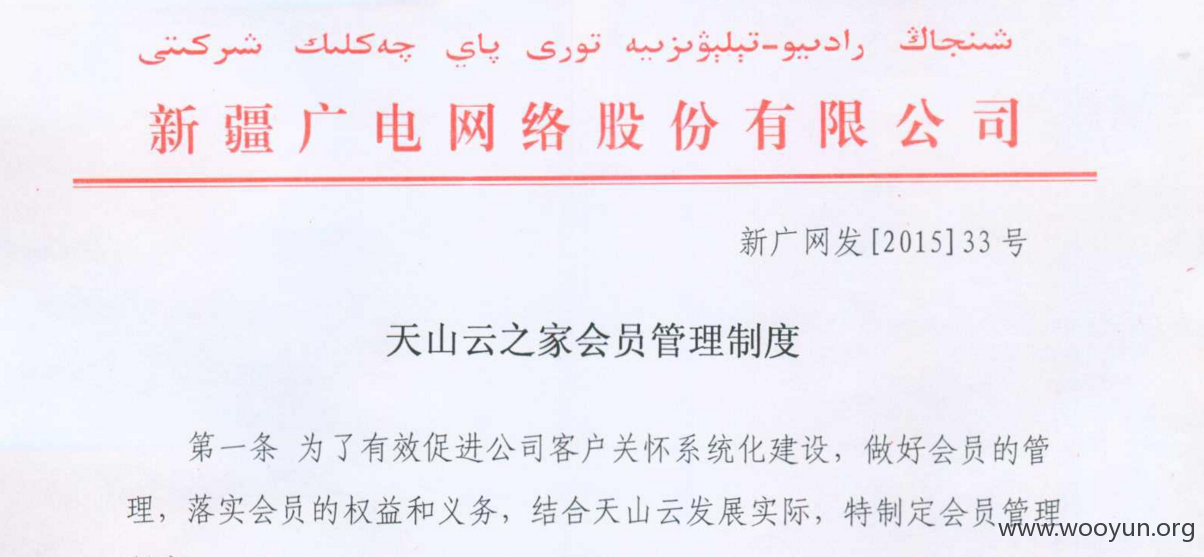 شىنجاڭ رادىيو-تېلېۋىزىيە تورى پاي چەكلىك شىركىتى
新疆广电网络股份有限公司
新广网发[2015]33号
天山云之家会员管理制度
第一条 为了有效促进公司客户关怀系统化建设，做好会员的管
理，落实会员的权益和义务，结合天山云发展实际，特制定会员管理
www.wooyun.org